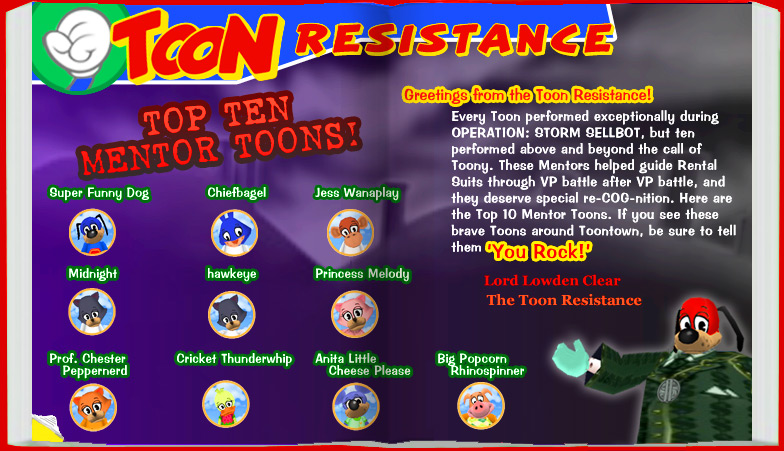 TOON RESISTANCE
TOP TEN
MENTOR TOONS!
Super Funny Dog
Chiefbagel
Jess Wanaplay
Midnight
hawkeye
Princess Melody
Prof. Chester
Peppernerd
Cricket Thunderwhip
Anita Little
Cheese Please
Big Popcorn
Rhinospinner
Greetings from the Toon Resistance!
Every Toon performed exceptionally during
OPERATION: STORM SELLBOT, but ten
performed above and beyond the call of
Toony. These Mentors helped guide Rental
Suits through VP battle after VP battle, and
they deserve special re-COG-nition. Here are
the Top 10 Mentor Toons. If you see these
brave Toons around Toontown, be sure to tell
them 'You Rock!'
Lord Lowden Clear
The Toon Resistance